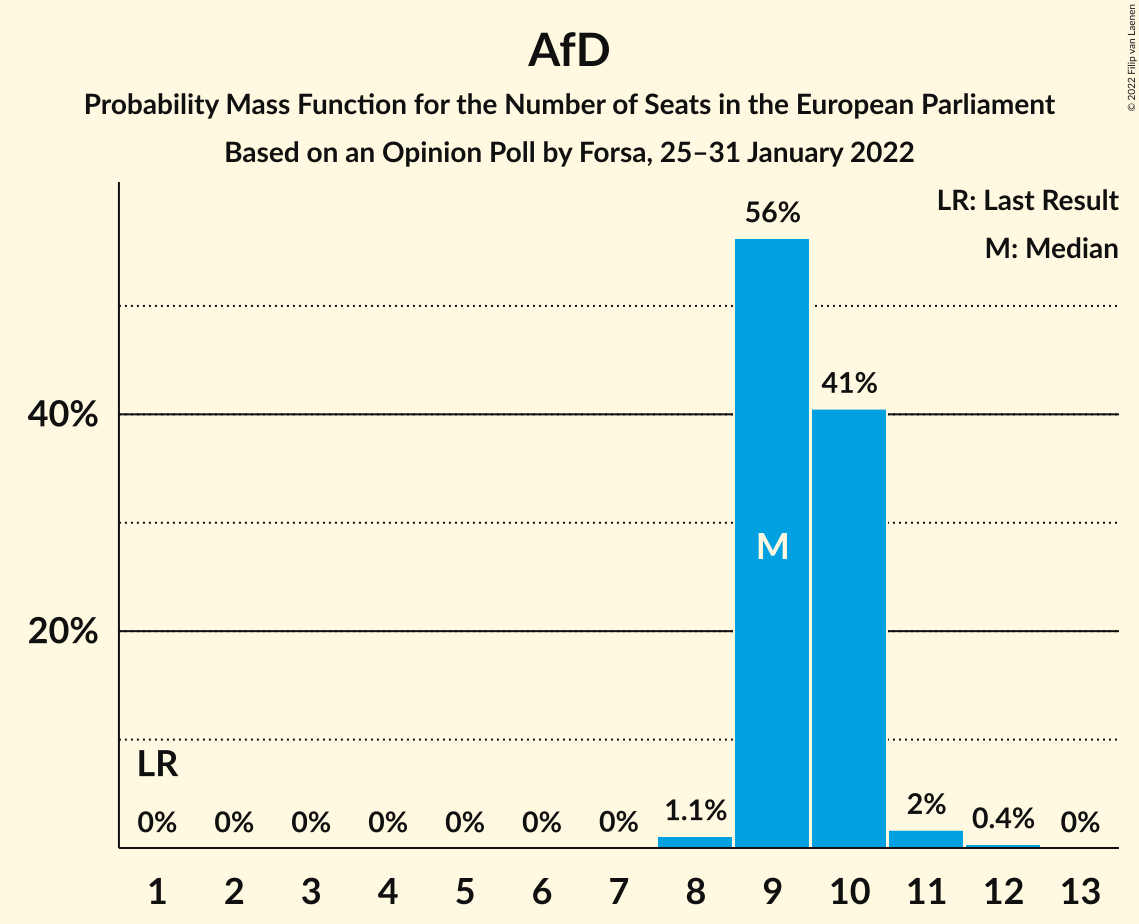 AfD
Probability Mass Function for the Number of Seats in the European Parliament
Based on an Opinion Poll by Forsa, 25–31 January 2022
© 2022 Filip van Laenen
LR: Last Result
M: Median
56%
41%
40%
M
20%
LR
0% 0% 0% 0% 0% 0% 0% 1.1% 2% 0.4% 0%
1 2 3 4 5 6 7 8 9 10 11 12 13